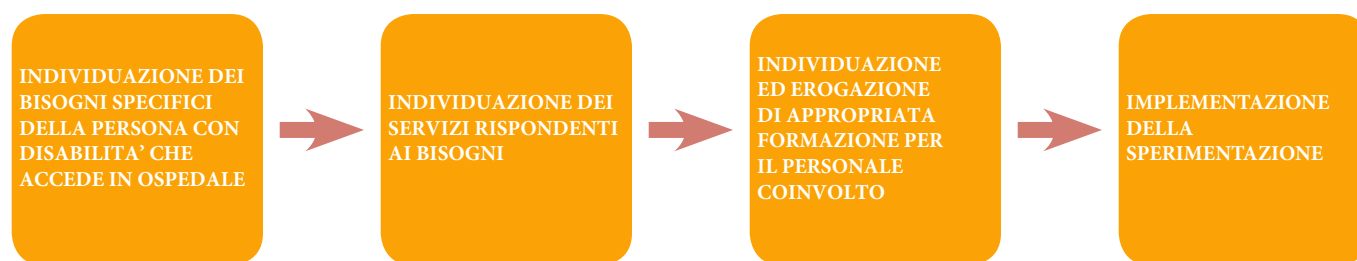 INDIVIDUAZIONE DEI
BISOGNI SPECIFICI
DELLA PERSONA CON
DISABILITA’ CHE
ACCEDE IN OSPEDALE
INDIVIDUAZIONE DEI
SERVIZI RISPONDENTI
AI BISOGNI
INDIVIDUAZIONE
ED EROGAZIONE
DI APPROPRIATA
FORMAZIONE PER
IL PERSONALE
COINVOLTO
IMPLEMENTAZIONE
DELLA
SPERIMENTAZIONE